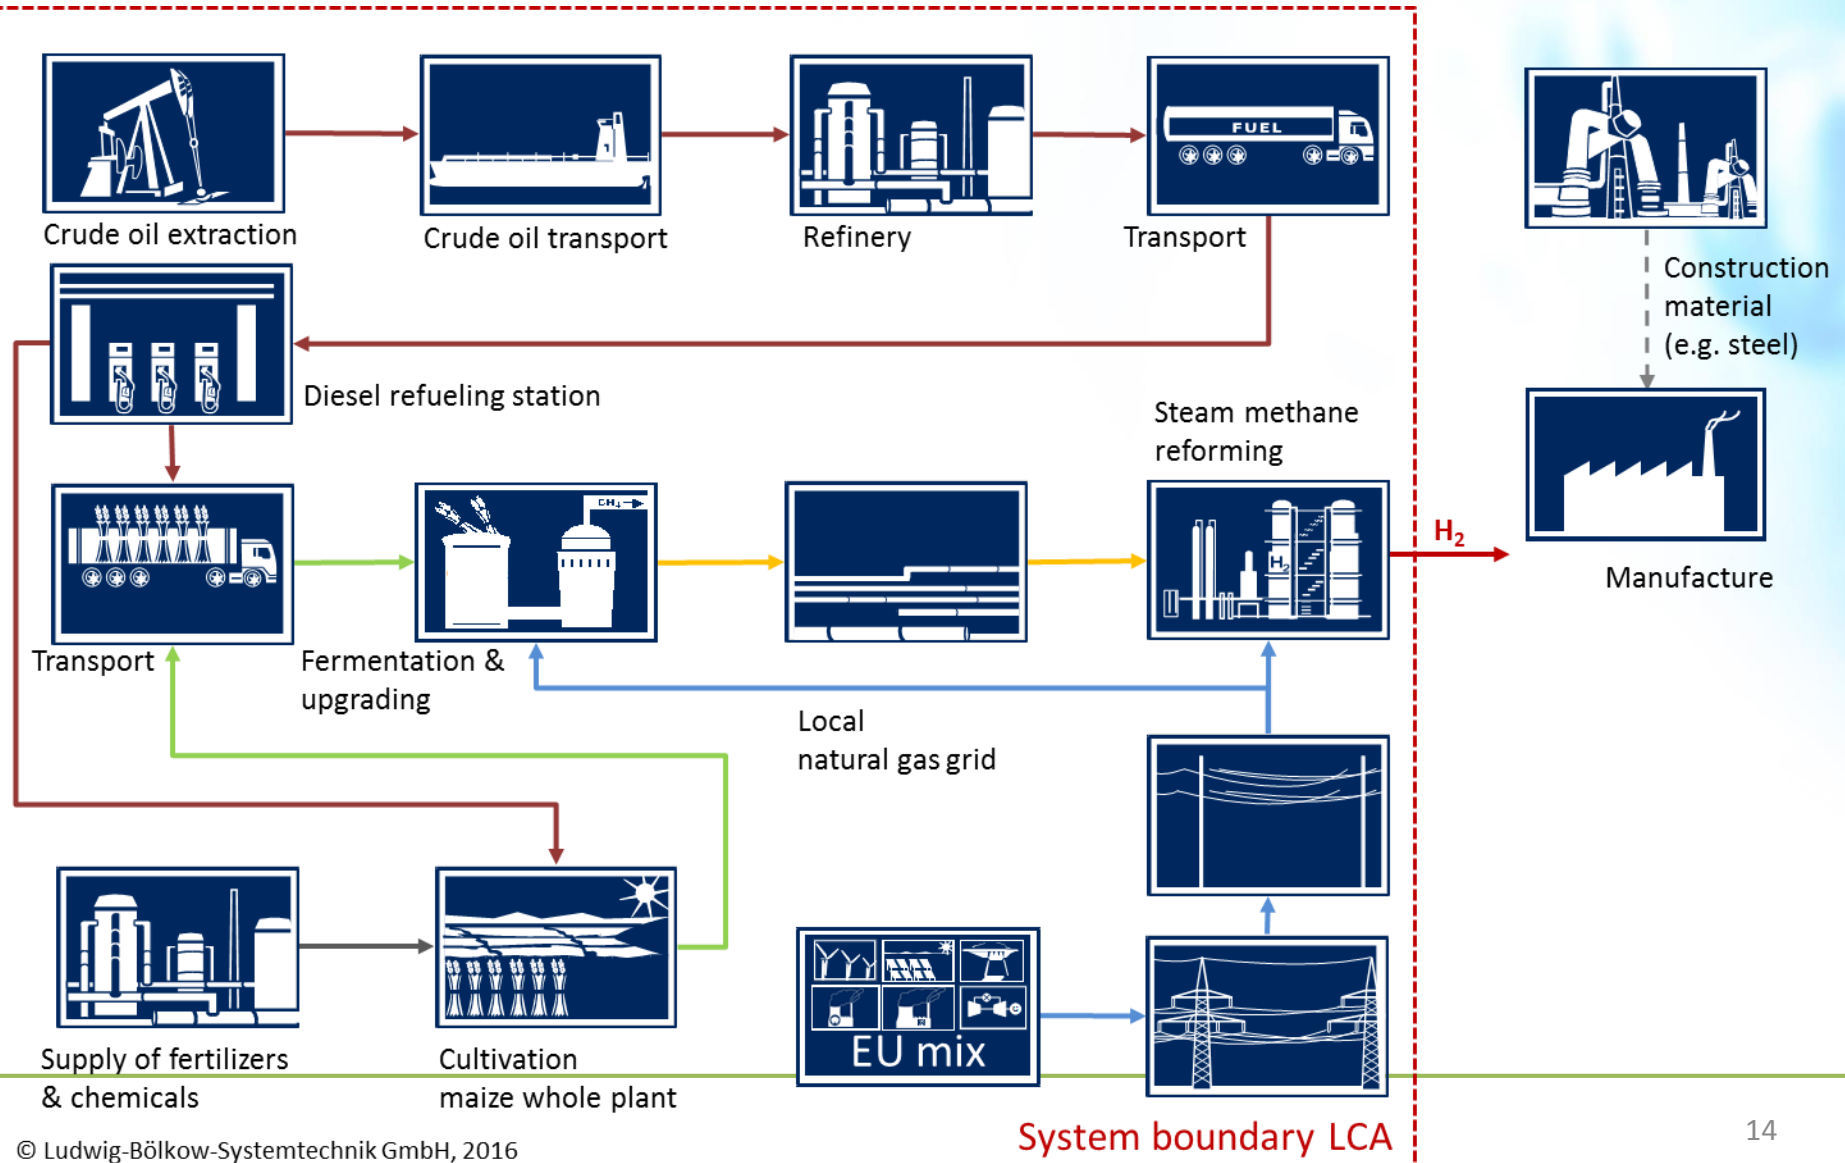 FUEL
Crude oil extraction
Crude oil transport
Refinery
Transport
Construction
material
(e.g. steel)
Diesel refueling station
Steam methane
reforming
CH₄
H₂
H₂
Manufacture
Transport
Fermentation &
upgrading
Local
natural gas grid
EU mix
Supply of fertilizers
& chemicals
Cultivation
maize whole plant
System boundary LCA
14
© Ludwig-Bölkow-Systemtechnik GmbH, 2016